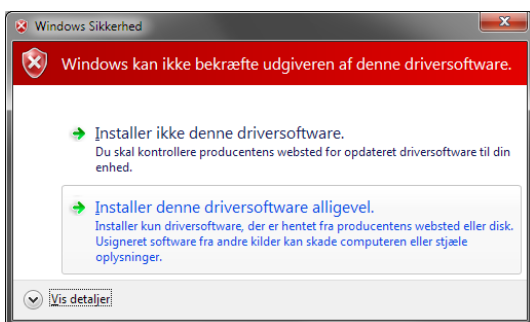 Windows Sikkerhed
Windows kan ikke bekræfte udgiveren af denne driversoftware.
Installer ikke denne driversoftware.
Du skal kontrollere producentens websted for opdateret driversoftware til din
enhed.
Installer denne driversoftware alligevel.
Installer kun driversoftware, der er hentet fra producentens websted eller disk.
Usigneret software fra andre kilder kan skade computeren eller stjæle
oplysninger.
Vis detaljer